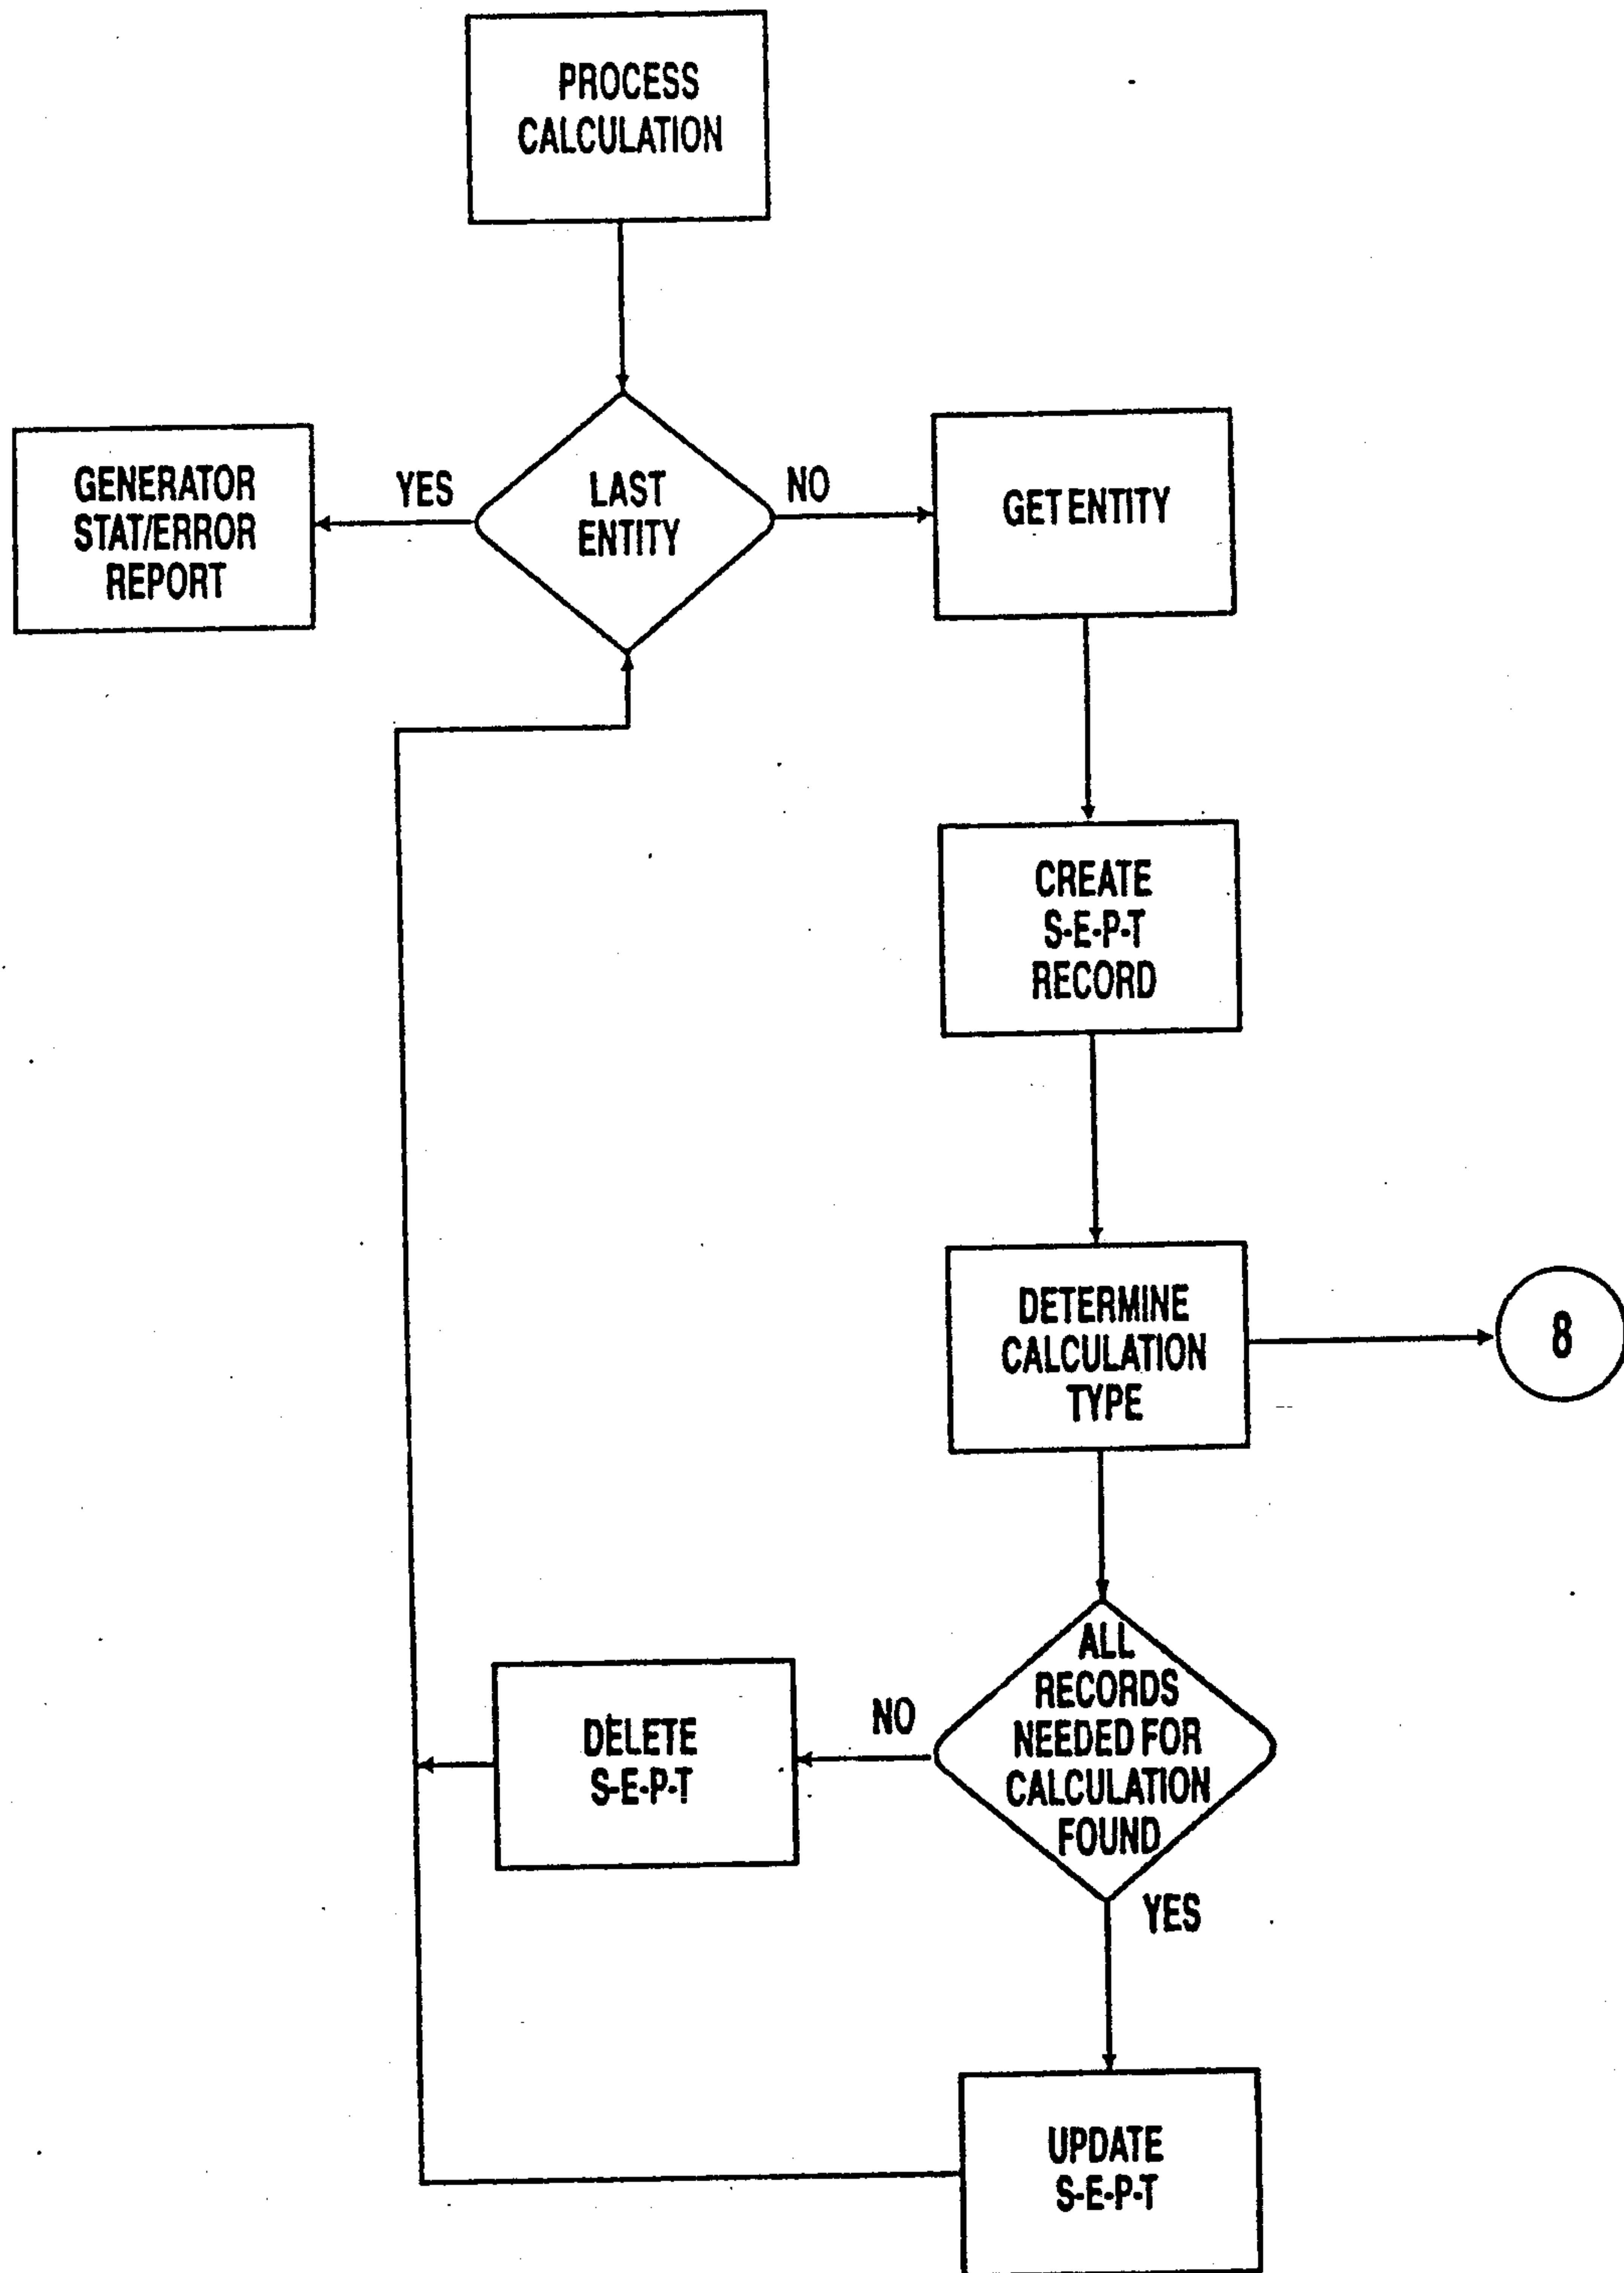 PROCESS
CALCULATION
GENERATOR
STAT/ERROR
REPORT
YES
LAST
ENTITY
NO
GET ENTITY
CREATE
S-E-P-T
RECORD
DETERMINE
CALCULATION
TYPE
8
ALL
RECORDS
NEEDED FOR
CALCULATION
FOUND
NO
DELETE
S-E-P-T
YES
UPDATE
S-E-P-T